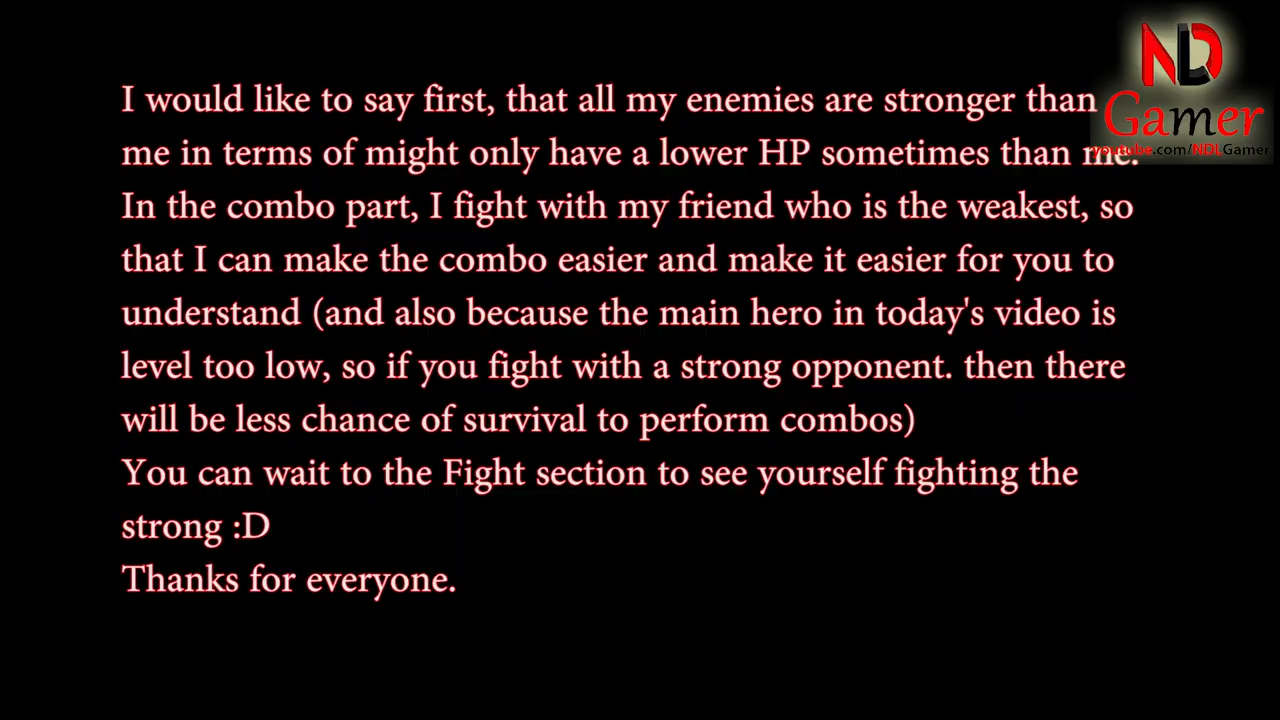 I would like to say first, that all my enemies are stronger than
me in terms of might only have a lower HP sometimes than me.
In the combo part, I fight with my friend who is the weakest, so
that I can make the combo easier and make it easier for you to
understand (and also because the main hero in today's video is
level too low, so if you fight with a strong opponent. then there
will be less chance of survival to perform combos)
You can wait to the Fight section to see yourself fighting the
strong :D
Thanks for everyone.
ND
Gamer
youtube.com/NDLGamer